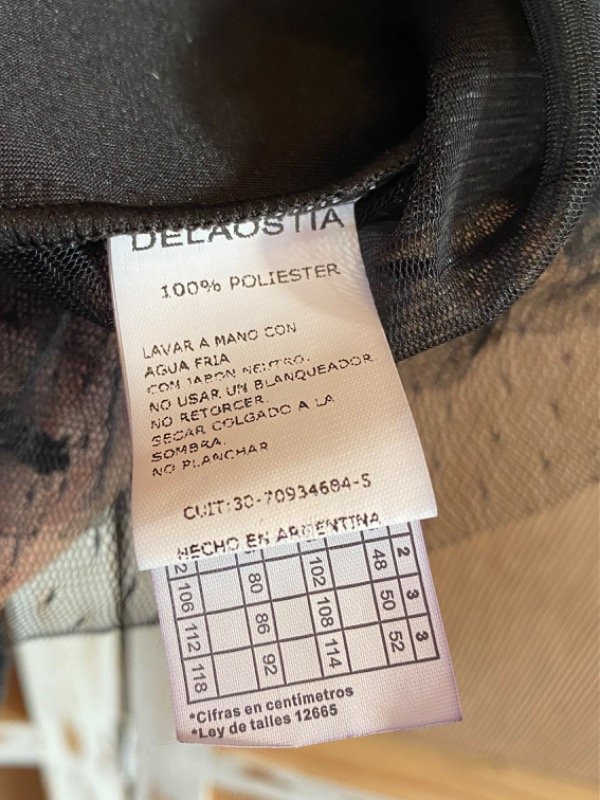 DELAOSTIA
100% POLIESTER
LAVAR A MANO CON
AGUA FRIA
CON JABON NEUTRO.
NO USAR UN BLANQUEADOR
NO RETORCER.
SECAR COLGADO A LA
SOMBRA.
NO PLANCHAR
CUIT:30-70934684-5
HECHO EN ARGENTINA
106 112 118
80 86 92
102 108 114
48 50 52
2 3 3
*Cifras en centímetros
*Ley de talles 12665